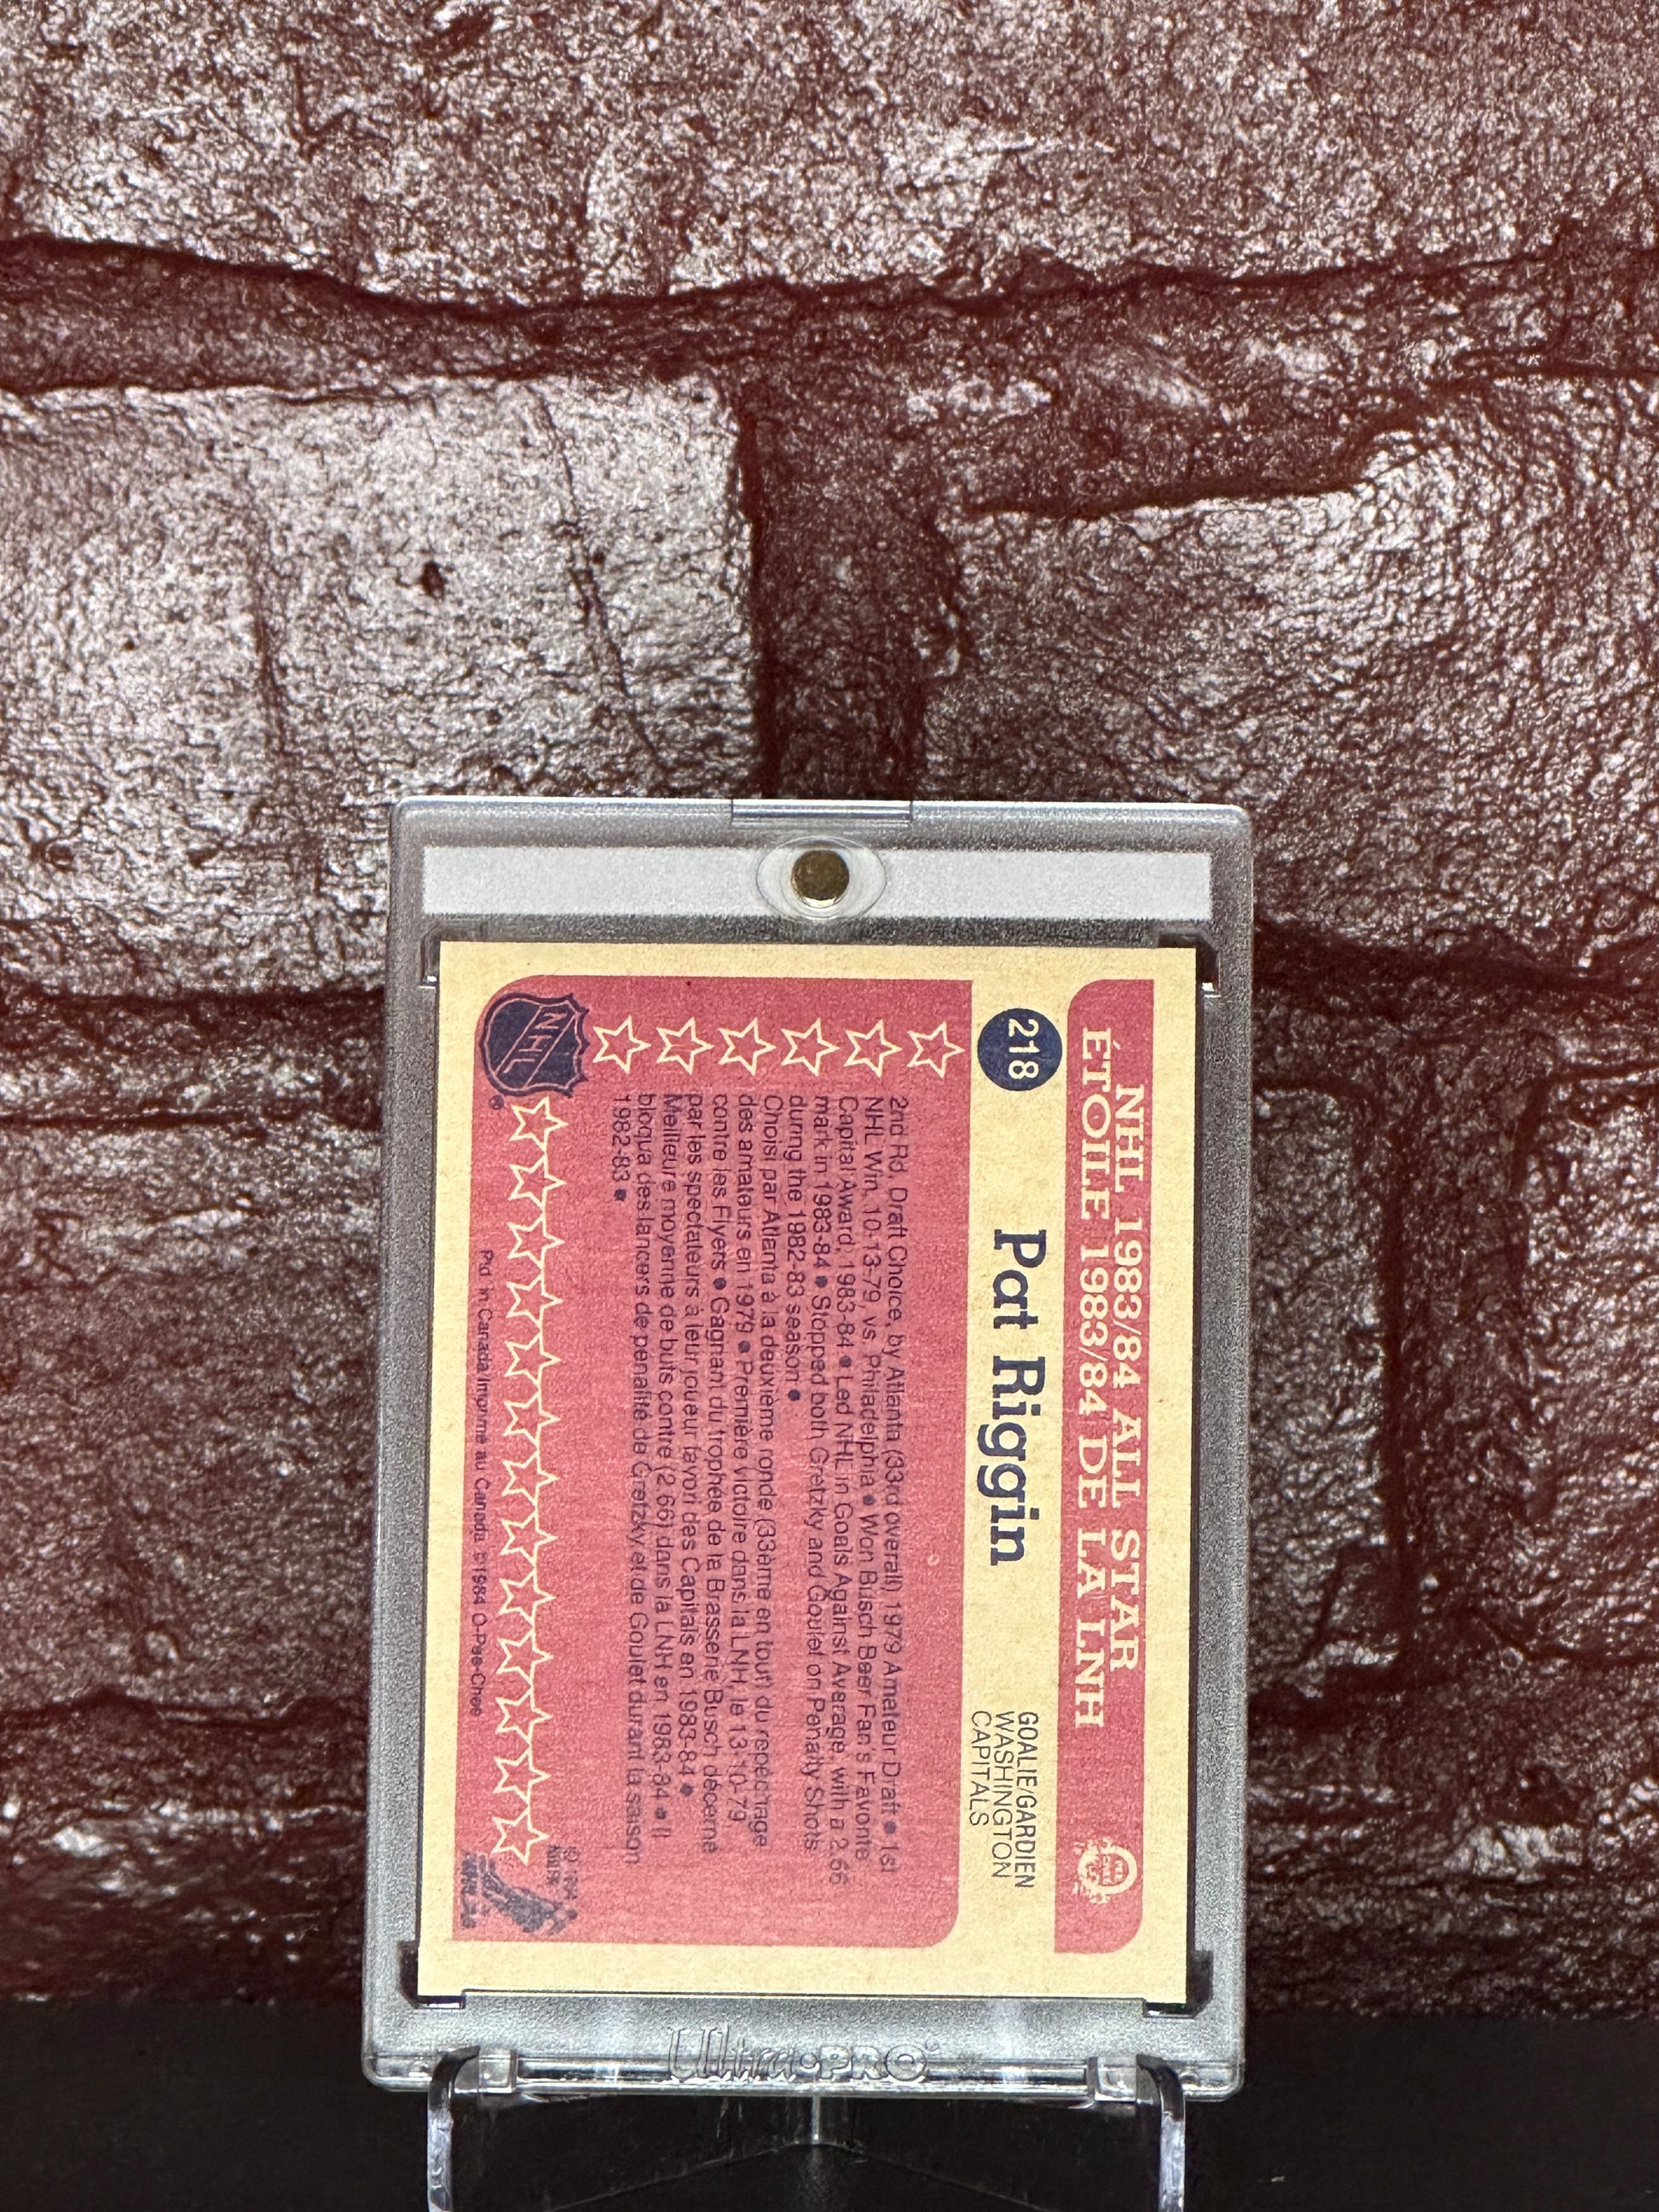 NHL 1983/84 ALL STAR
ÉTOILE 1983/84 DE LA LNH
218
Pat Riggin
GOALIE/GARDIEN
WASHINGTON
CAPITALS
2nd Rd. Draft Choice, by Atlanta (33rd overall) 1979 Amateur Draft • 1st
NHL Win, 10-13-79, vs. Philadelphia • Won Busch Beer Fan's Favorite
Capital Award, 1983-84 • Led NHL in Goals Against Average, with a 2.66
mark in 1983-84 • Stopped both Gretzky and Goulet on Penalty Shots
during the 1982-83 season •
Choisi par Atlanta à la deuxième ronde (33ème en tout) du repêchage
des amateurs en 1979 • Première victoire dans la LNH, le 13-10-79
contre les Flyers • Gagnant du trophée de la Brasserie Busch décerné
par les spectateurs à leur joueur favori des Capitals en 1983-84 •
Meilleure moyenne de buts contre (2.66) dans la LNH en 1983-84 • Il
bloqua des lancers de penalité de Gretzky et de Goulet durant la saison
1982-83 •
NHL
®
© 1984
NHLPA
Ptd. in Canada/Imprimé au Canada ©1984 O-Pee-Chee
Ultra•PRO